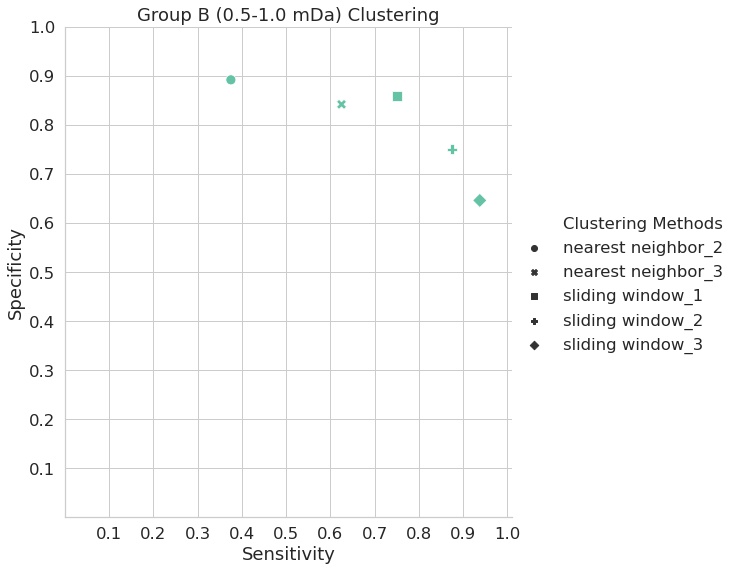 Group B (0.5-1.0 mDa) Clustering
1.0
0.9
0.8
0.7
0.6
0.5
0.4
0.3
0.2
0.1
Specificity
0.1 0.2 0.3 0.4 0.5 0.6 0.7 0.8 0.9 1.0
Sensitivity
Clustering Methods
nearest neighbor_2
nearest neighbor_3
sliding window_1
sliding window_2
sliding window_3